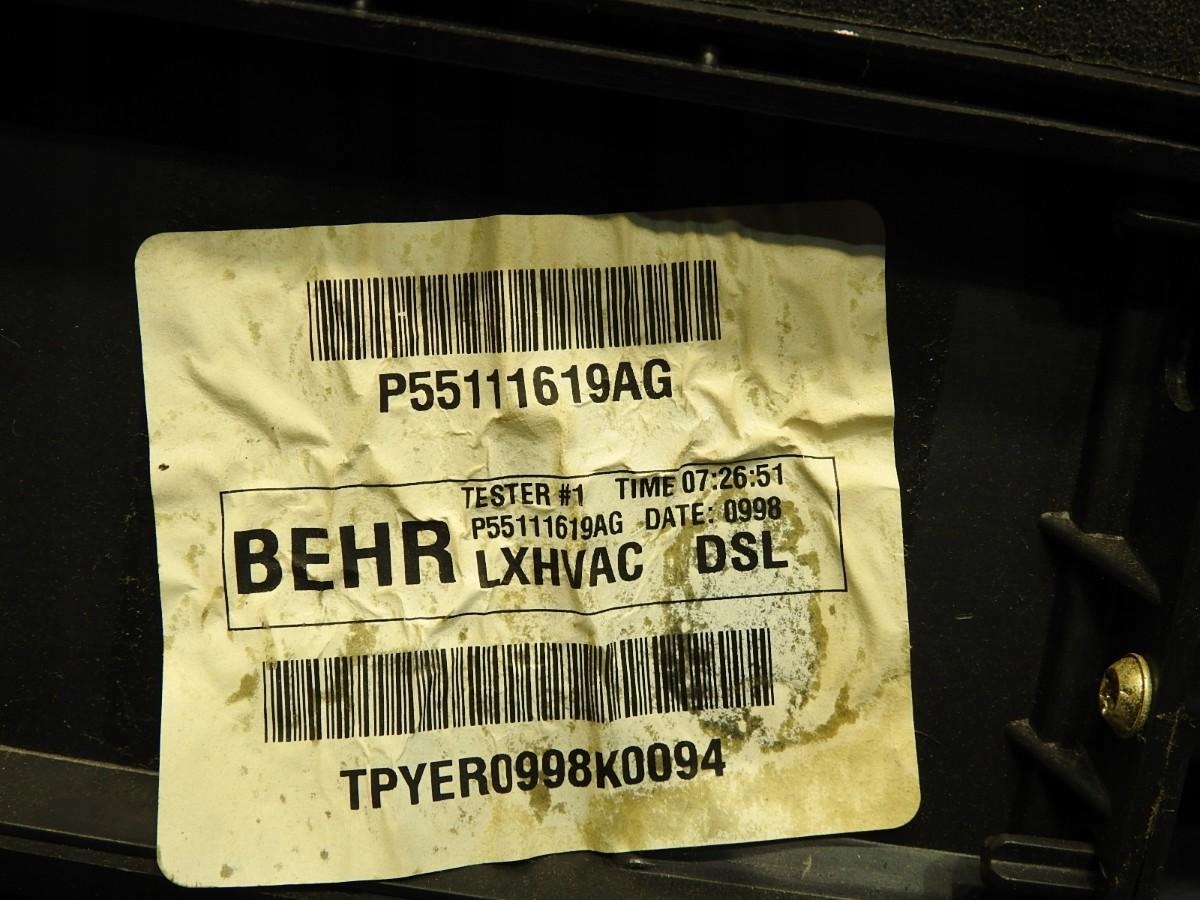 P55111619AG
TESTER #1 TIME 07:26:51
P55111619AG DATE: 0998
BEHR LXHVAC DSL
TPYER0998K0094